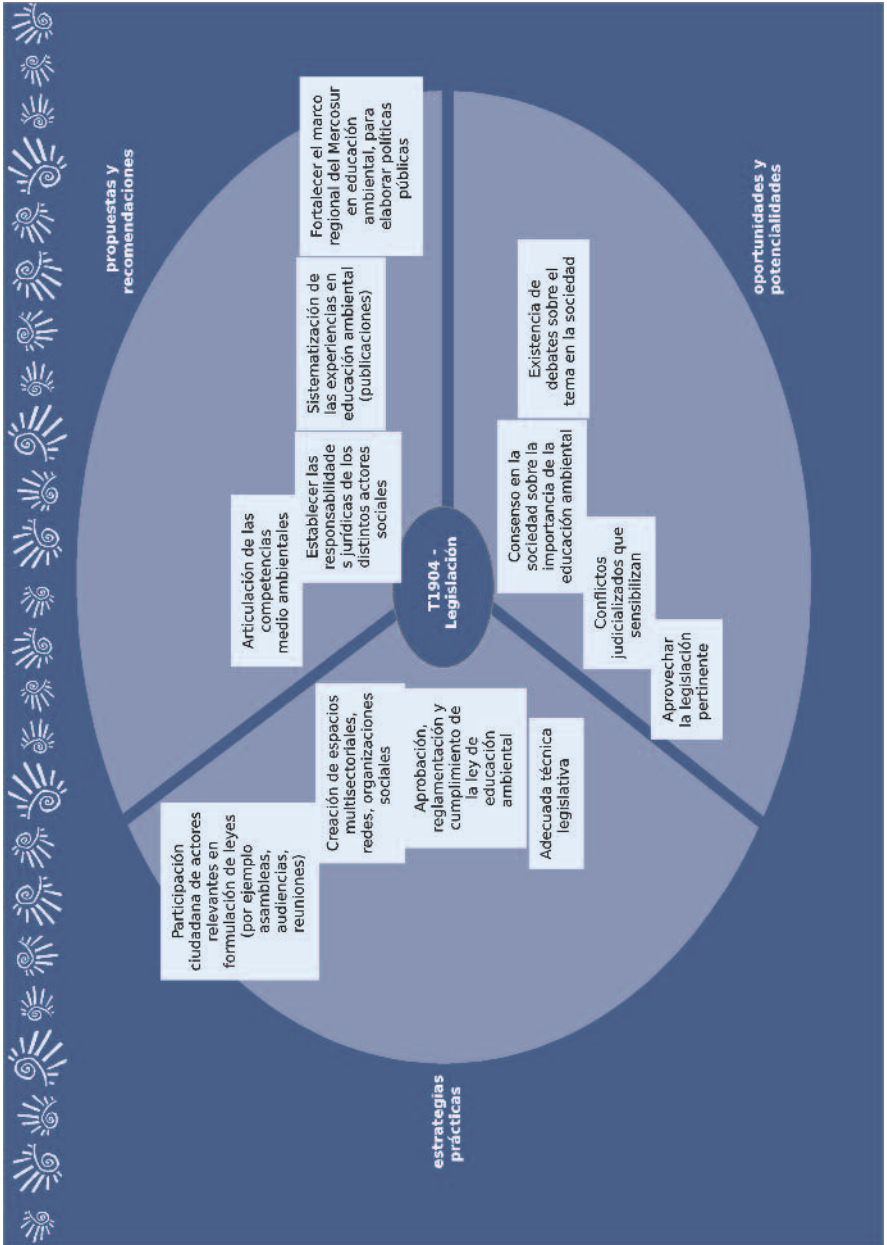 propuestas y
recomendaciones
Fortalecer el marco
regional del Mercosur
en educación
ambiental, para
elaborar políticas
públicas
Sistematización de
las experiencias en
educación ambiental
(publicaciones)
Establecer las
responsabilidade
s jurídicas de los
distintos actores
sociales
Articulación de las
competencias
medio ambientales
T1904 -
Legislación
oportunidades y
potencialidades
Existencia de
debates sobre el
tema en la sociedad
Consenso en la
sociedad sobre la
importancia de la
educación ambiental
Conflictos
judicializados que
sensibilizan
Aprovechar
la legislación
pertinente
estrategias
prácticas
Participación
ciudadana de actores
relevantes en
formulación de leyes
(por ejemplo
asambleas,
audiencias,
reuniones)
Creación de espacios
multisectoriales,
redes, organizaciones
sociales
Aprobación,
reglamentación y
cumplimiento de
la ley de
educación
ambiental
Adecuada técnica
legislativa